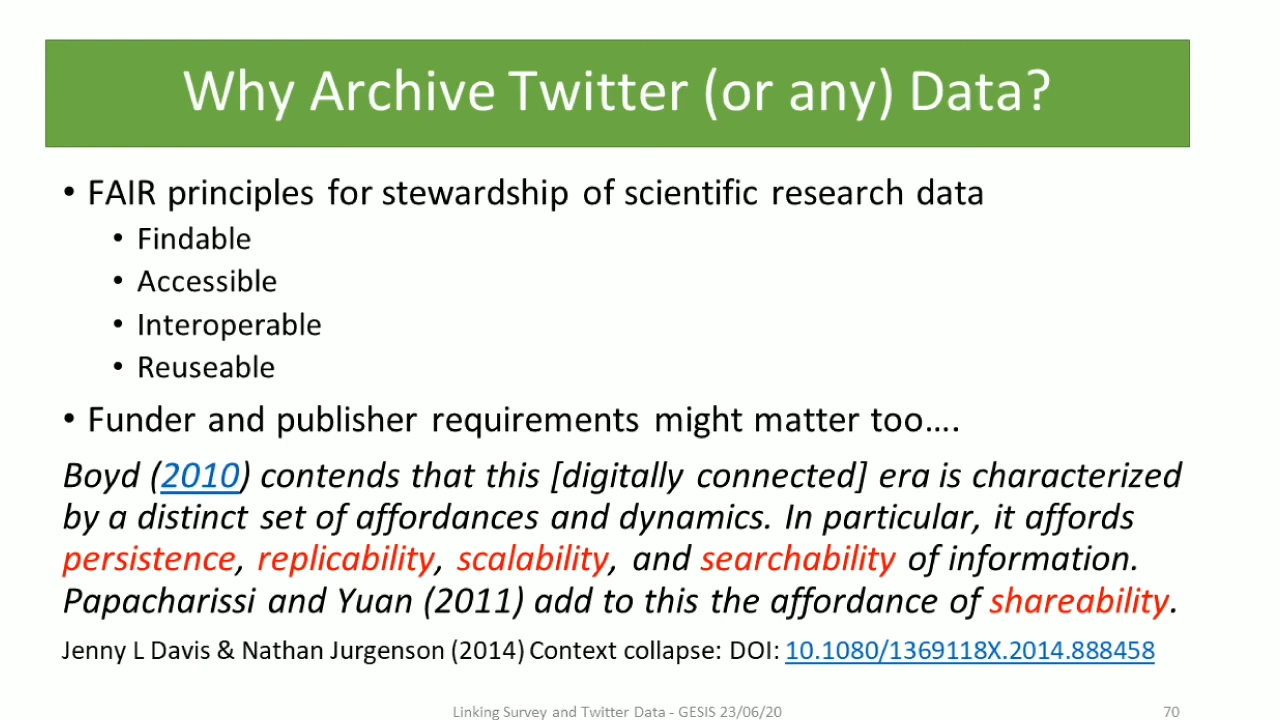 Why Archive Twitter (or any) Data?
• FAIR principles for stewardship of scientific research data
• Findable
• Accessible
• Interoperable
• Reuseable
• Funder and publisher requirements might matter too….
Boyd (2010) contends that this [digitally connected] era is characterized
by a distinct set of affordances and dynamics. In particular, it affords
persistence, replicability, scalability, and searchability of information.
Papacharissi and Yuan (2011) add to this the affordance of shareability.
Jenny L Davis & Nathan Jurgenson (2014) Context collapse: DOI: 10.1080/1369118X.2014.888458
Linking Survey and Twitter Data - GESIS 23/06/20
70